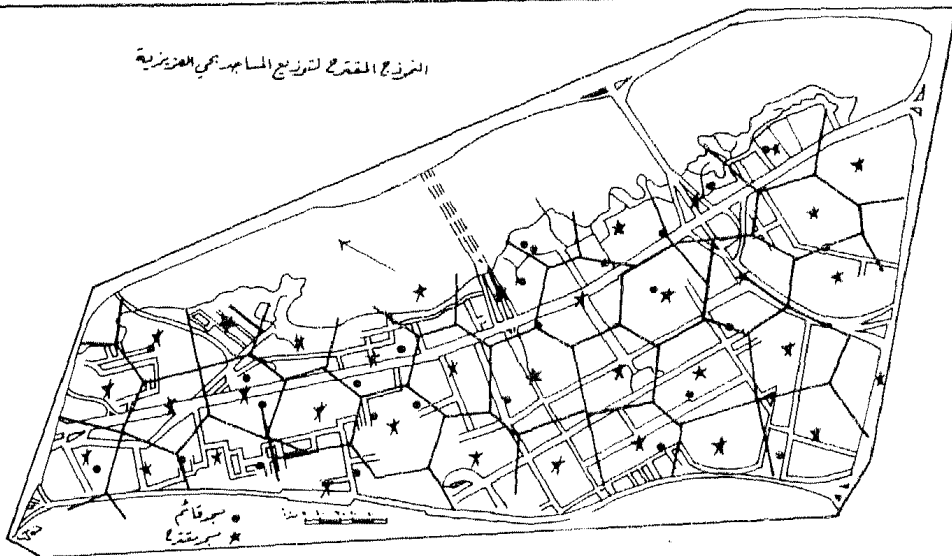 النموذج المقترح لتوزيع المساجد بحي العزيزية
مسجد قائم
مسجد مقترح